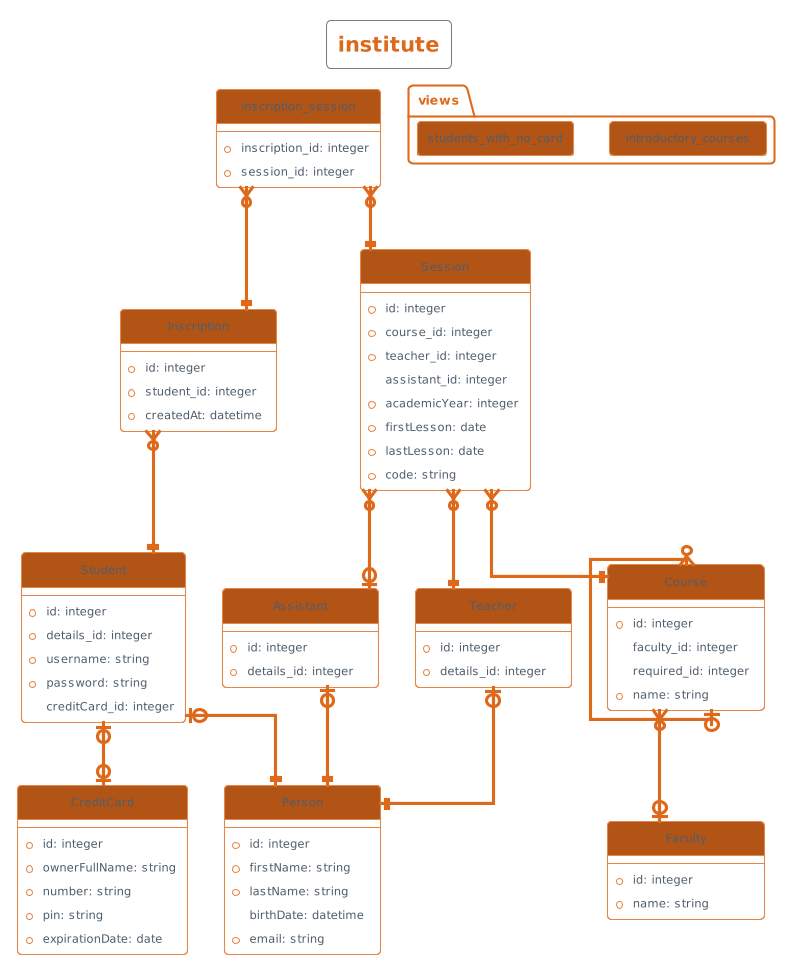 institute
inscription_session
inscription_id: integer
session_id: integer
views
students_with_no_card
introductory_courses
Session
id: integer
course_id: integer
teacher_id: integer
assistant_id: integer
academicYear: integer
firstLesson: date
lastLesson: date
code: string
Inscription
id: integer
student_id: integer
createdAt: datetime
Student
id: integer
details_id: integer
username: string
password: string
creditCard_id: integer
Assistant
id: integer
details_id: integer
Teacher
id: integer
details_id: integer
Course
id: integer
faculty_id: integer
required_id: integer
name: string
CreditCard
id: integer
ownerFullName: string
number: string
pin: string
expirationDate: date
Person
id: integer
firstName: string
lastName: string
birthDate: datetime
email: string
Faculty
id: integer
name: string